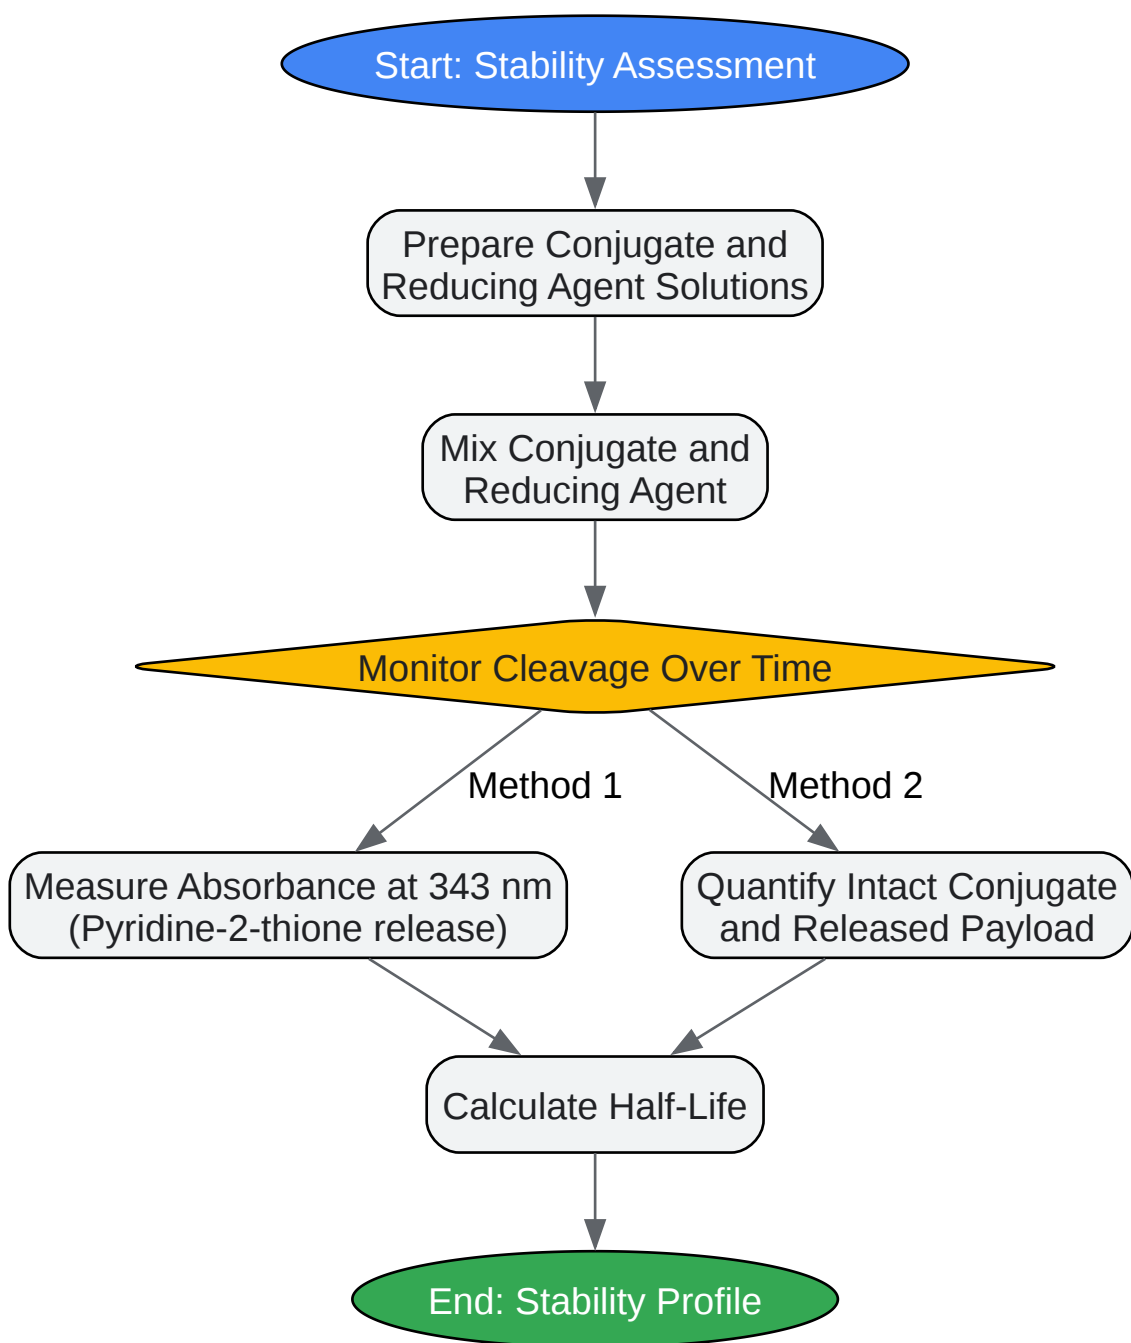 Start: Stability Assessment
Prepare Conjugate and
Reducing Agent Solutions
Mix Conjugate and
Reducing Agent
Monitor Cleavage Over Time
Method 1
Method 2
Measure Absorbance at 343 nm
(Pyridine-2-thione release)
Quantify Intact Conjugate
and Released Payload
Calculate Half-Life
End: Stability Profile